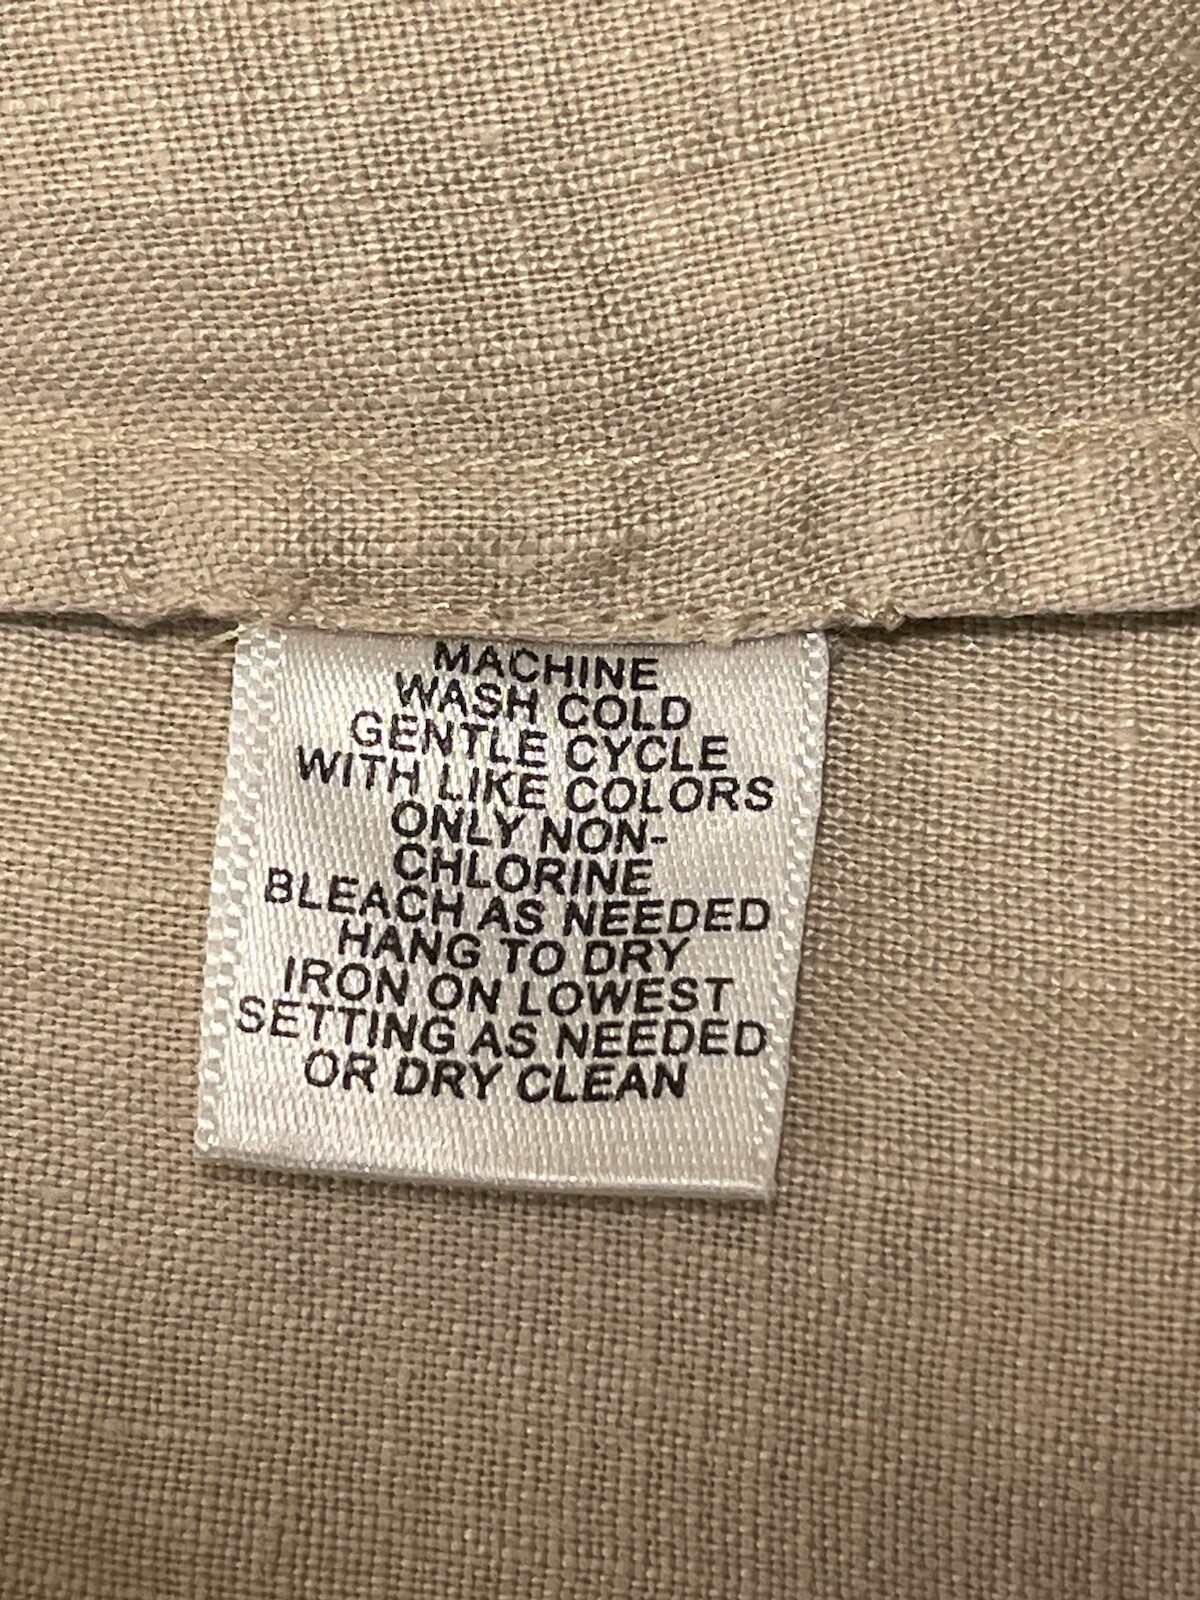 MACHINE
WASH COLD
GENTLE CYCLE
WITH LIKE COLORS
ONLY NON-
CHLORINE
BLEACH AS NEEDED
HANG TO DRY
IRON ON LOWEST
SETTING AS NEEDED
OR DRY CLEAN